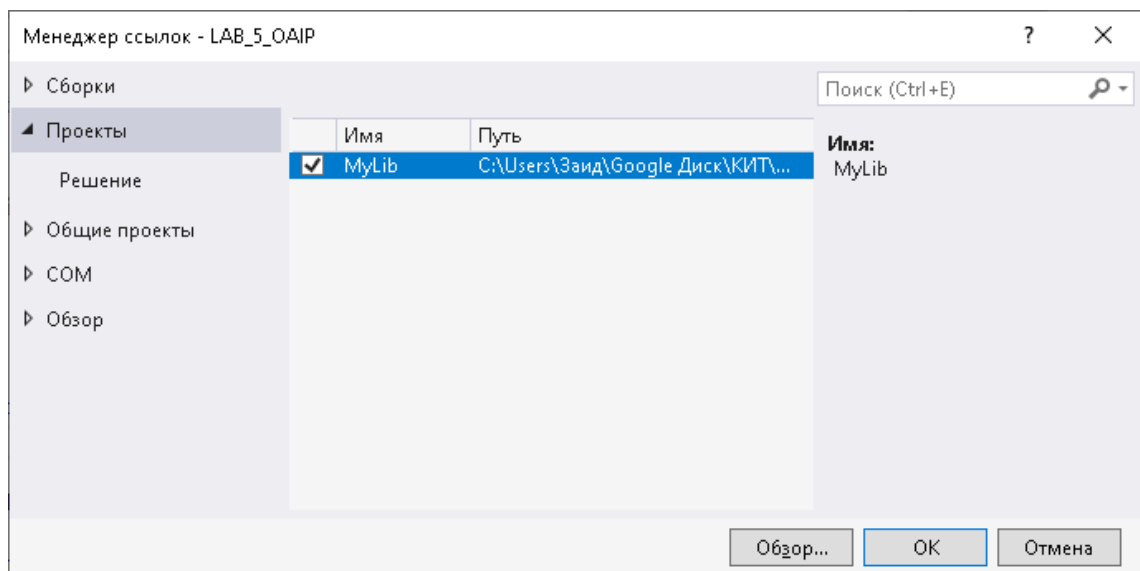 Менеджер ссылок - LAB_5_OAIP ? ×
Сборки
Поиск (Ctrl+E)
Проекты
Имя Путь
Имя:
MyLib C:\Users\Заид\Google Диск\КИТ\...
MyLib
Решение
Общие проекты
COM
Обзор
Обзор... OK Отмена